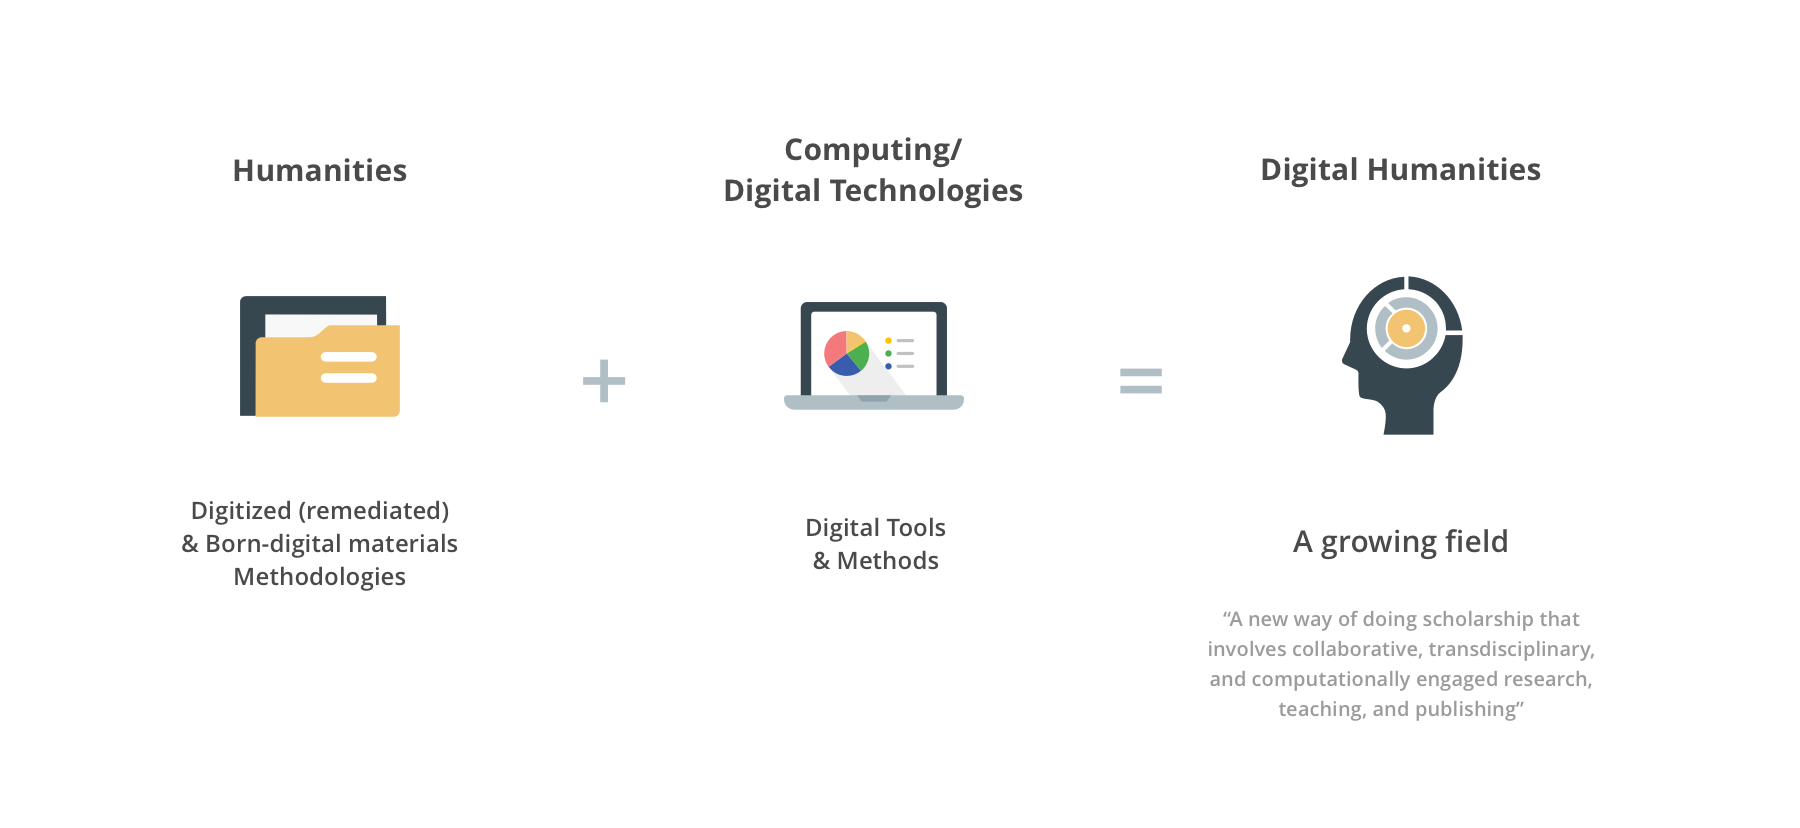 Humanities
Digitized (remediated)
& Born-digital materials
Methodologies
+
Computing/
Digital Technologies
Digital Tools
& Methods
=
Digital Humanities
A growing field
“A new way of doing scholarship that
involves collaborative, transdisciplinary,
and computationally engaged research,
teaching, and publishing”